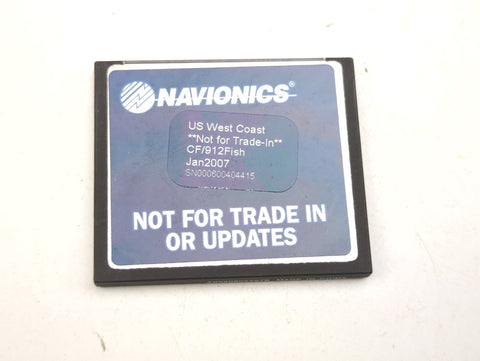 NAVIONICS®
US West Coast
**Not for Trade-In**
CF/912Fish
Jan2007
SN000600404415
NOT FOR TRADE IN
OR UPDATES